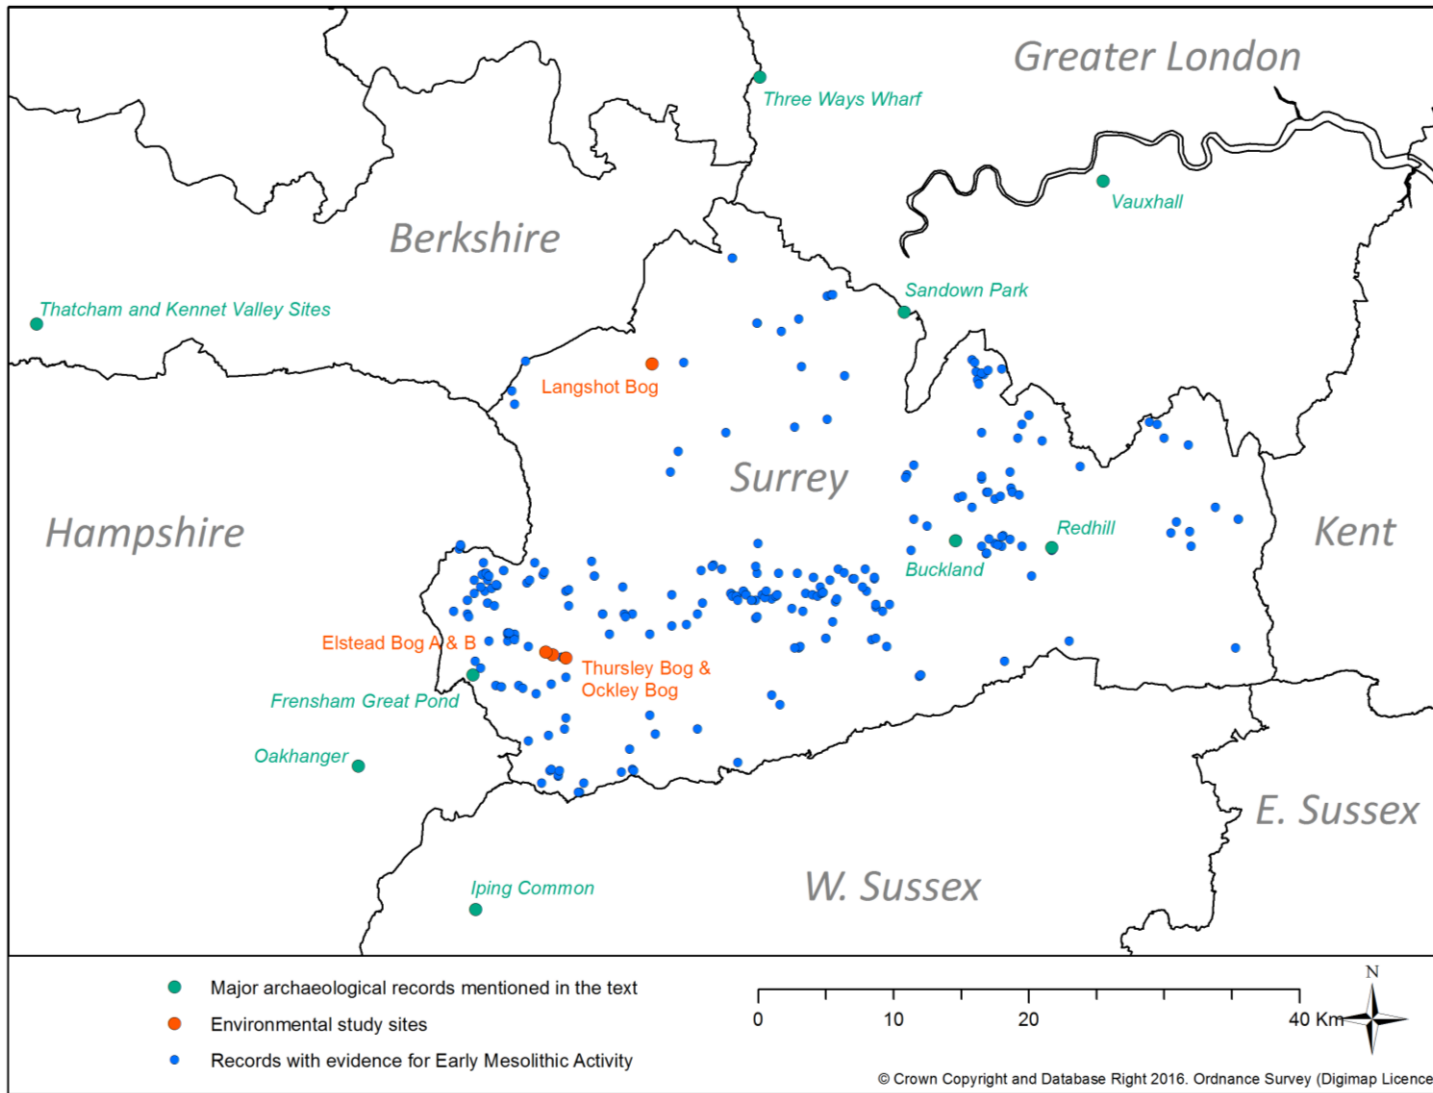 Greater London
Three Ways Wharf
Vauxhall
Berkshire
Sandown Park
Thatcham and Kennet Valley Sites
Langshot Bog
Surrey
Hampshire
Redhill
Kent
Buckland
Elstead Bog A & B
Thursley Bog &
Ockley Bog
Frensham Great Pond
Oakhanger
E. Sussex
W. Sussex
Iping Common
Major archaeological records mentioned in the text
Environmental study sites
Records with evidence for Early Mesolithic Activity
0 10 20 40 Km
N
© Crown Copyright and Database Right 2016. Ordnance Survey (Digimap Licence